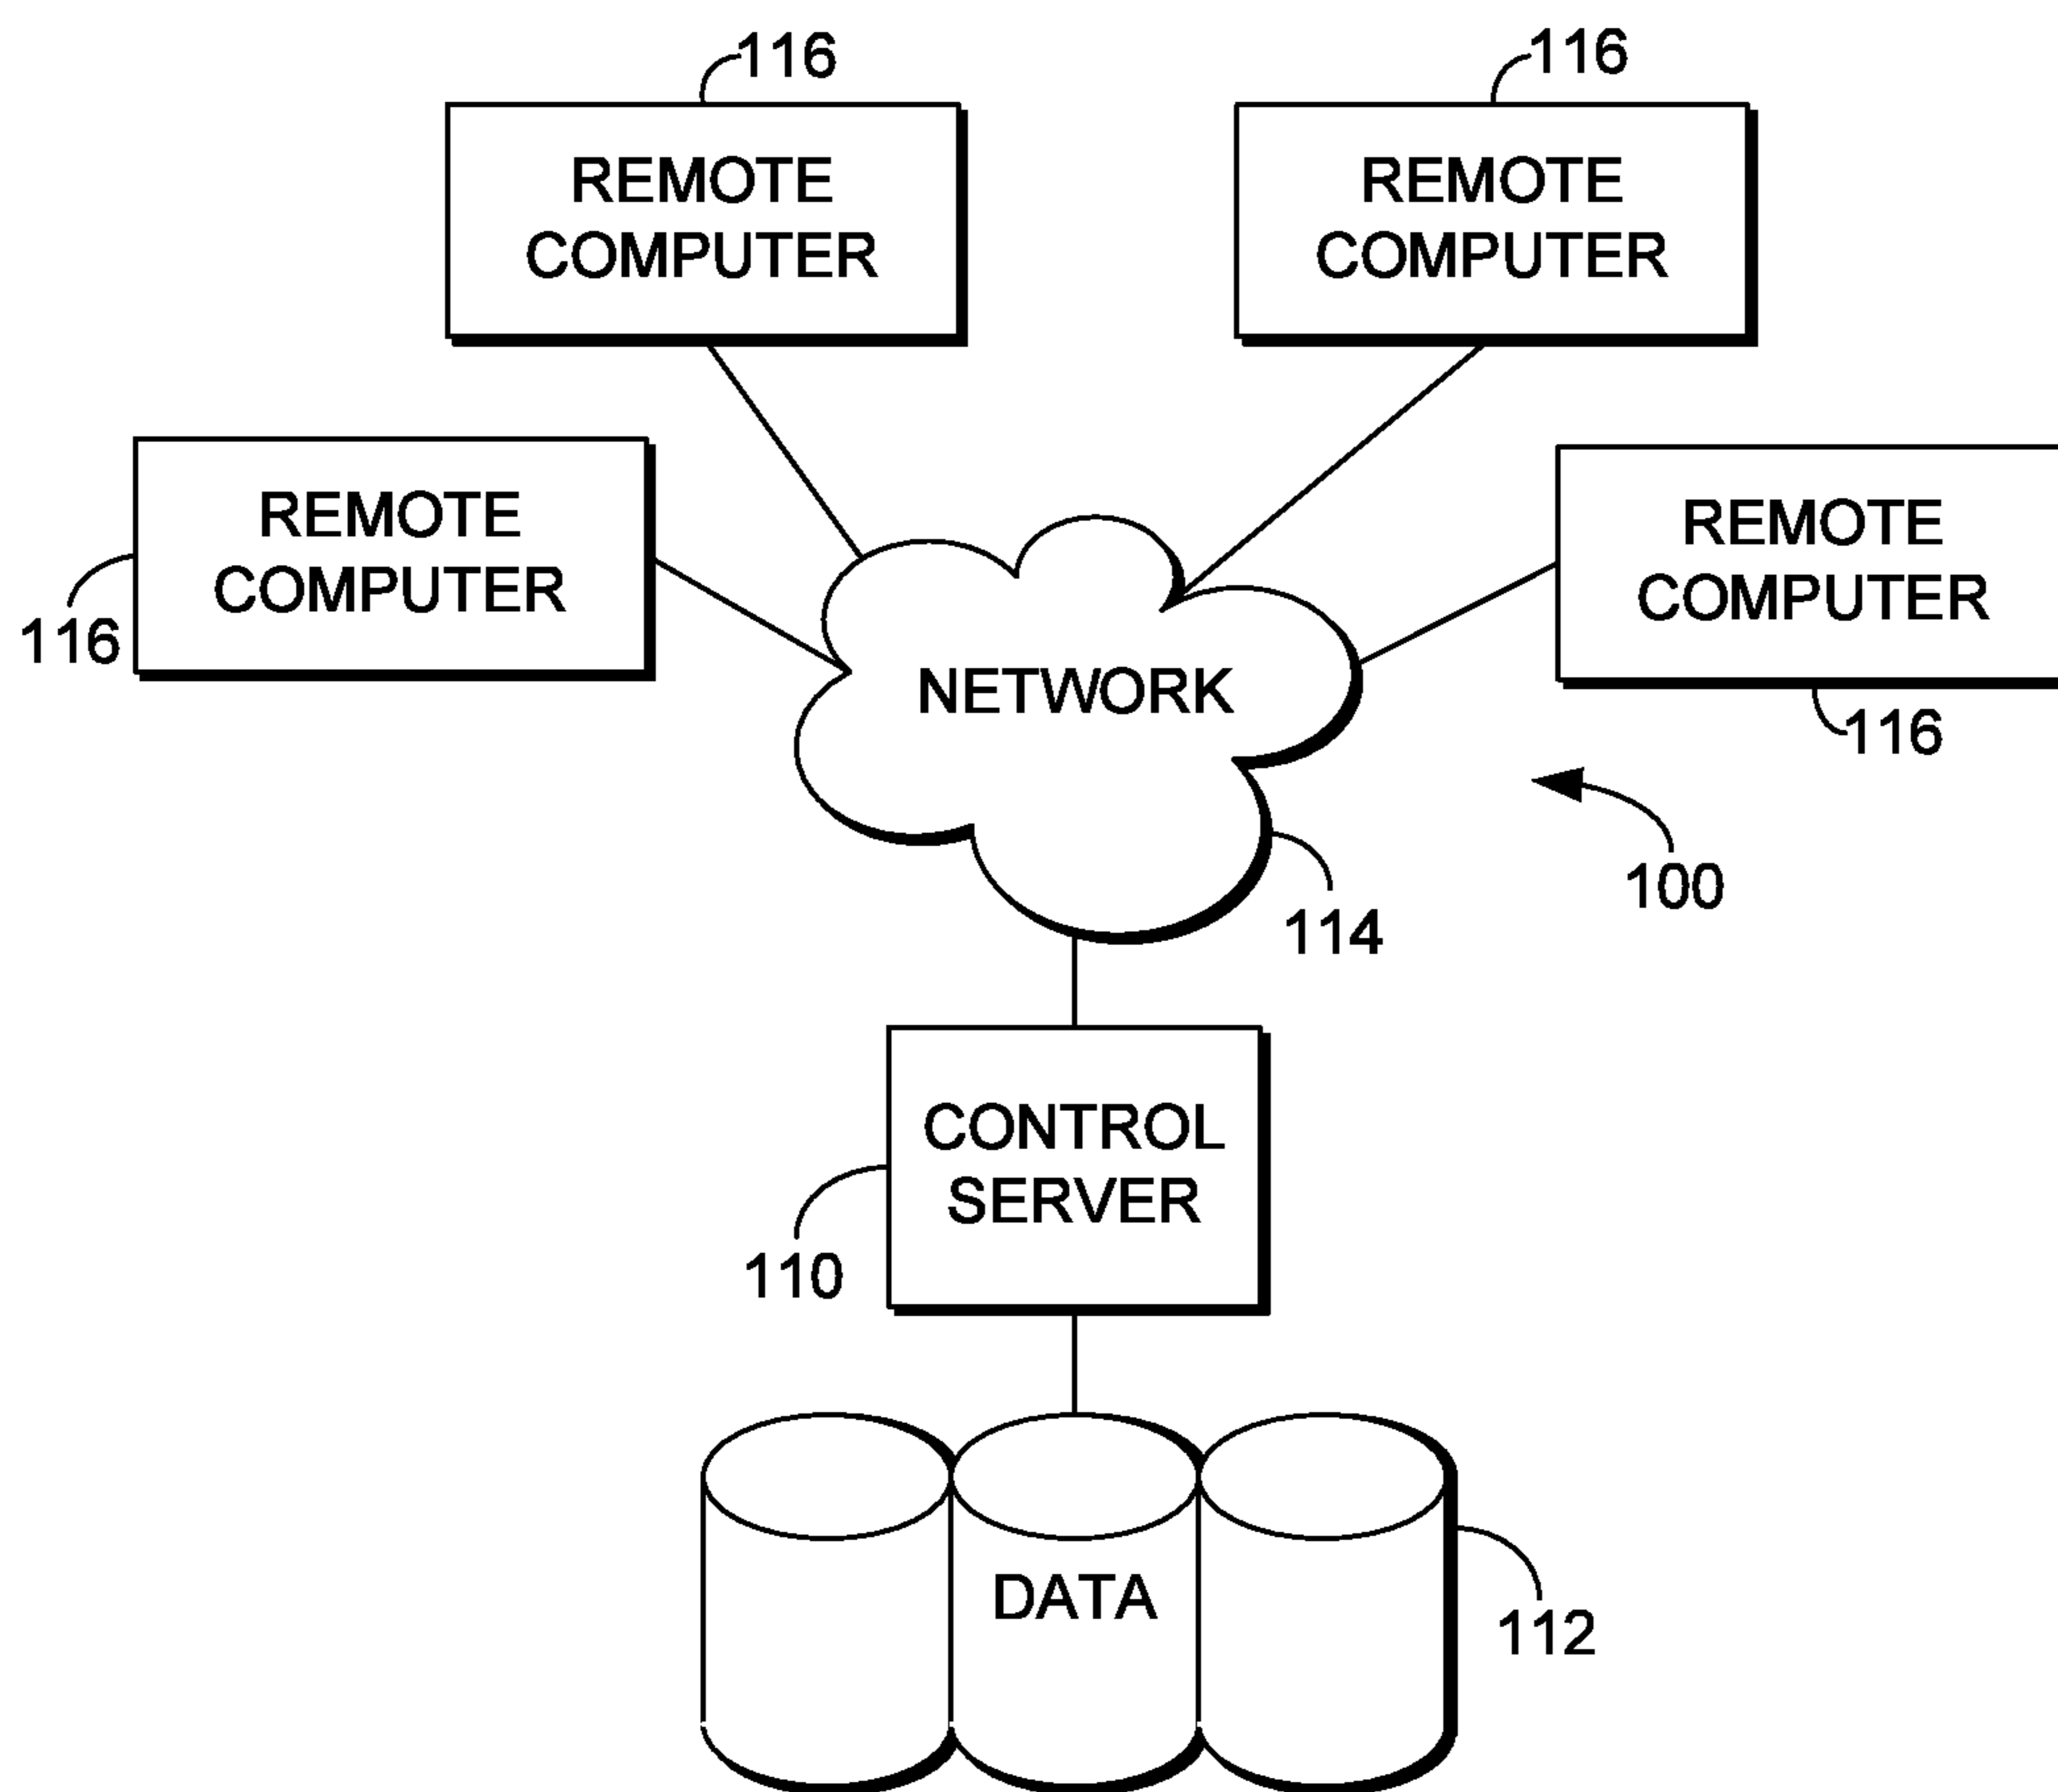 116
116
REMOTE
COMPUTER
REMOTE
COMPUTER
REMOTE
COMPUTER
116
REMOTE
COMPUTER
116
NETWORK
100
114
CONTROL
SERVER
110
DATA
112